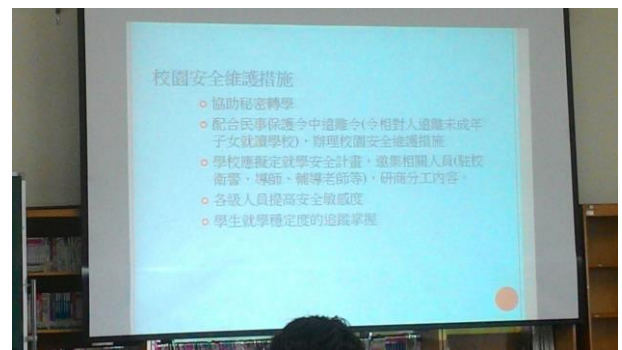 校園安全維護措施
協助秘密轉學
配合民事保護令中遠離令(令相對人遠離未成年
子女就讀學校)，辦理校園安全維護措施
學校應擬定就學安全計畫，邀集相關人員(駐校
衛警、導師、輔導老師等)，研商分工內容。
各級人員提高安全敏感度
學生就學穩定度的追蹤掌握